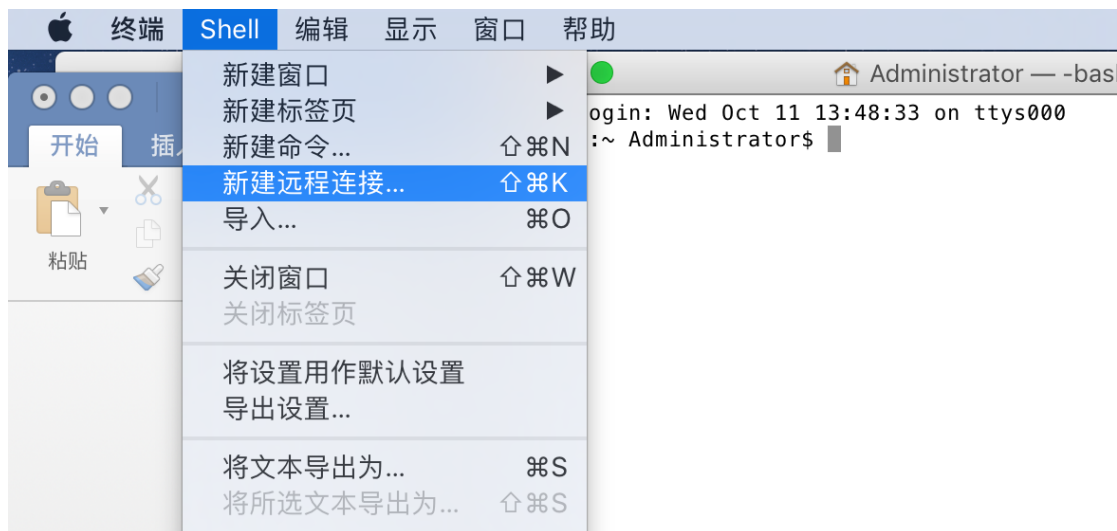 终端 Shell 编辑 显示 窗口 帮助
Administrator — -bas
ogin: Wed Oct 11 13:48:33 on ttys000
:~ Administrator$
开始 插
粘贴
新建窗口 ▶
新建标签页 ▶
新建命令... ⇧⌘N
新建远程连接... ⇧⌘K
导入... ⌘O
关闭窗口 ⇧⌘W
关闭标签页
将设置用作默认设置
导出设置...
将文本导出为... ⌘S
将所选文本导出为... ⇧⌘S